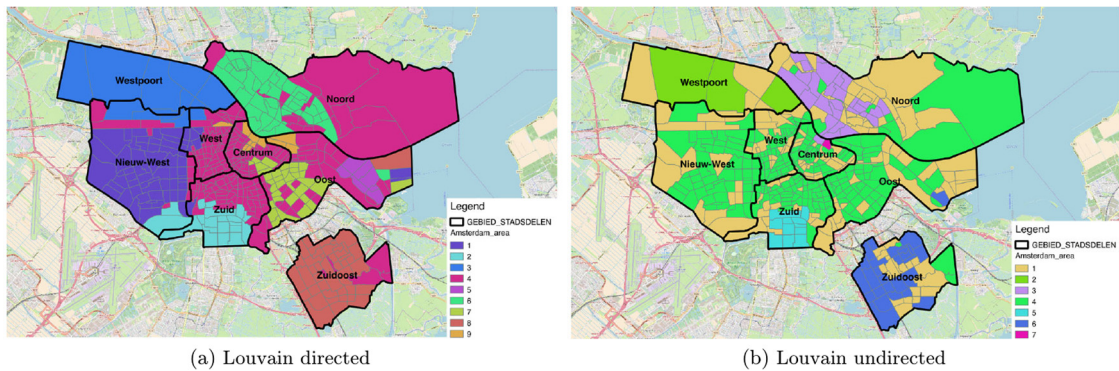 Westpoort
Noord
West
Centrum
Nieuw-West
Oost
Zuid
Zuidoost
Legend
GEBIED_STADSDELEN
Amsterdam_area
1
2
3
4
5
6
7
8
9
(a) Louvain directed
Westpoort
Noord
West
Centrum
Nieuw-West
Oost
Zuid
Zuidoost
Legend
GEBIED_STADSDELEN
Amsterdam_area
1
2
3
4
5
6
7
(b) Louvain undirected